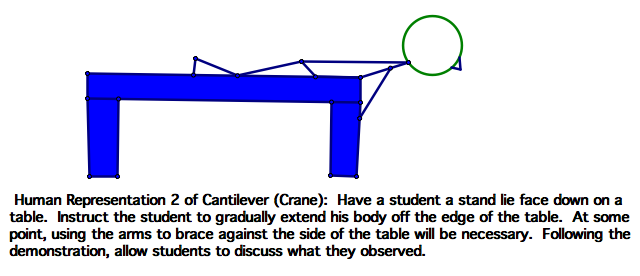 Human Representation 2 of Cantilever (Crane):  Have a student a stand lie face down on a
table.  Instruct the student to gradually extend his body off the edge of the table.  At some
point, using the arms to brace against the side of the table will be necessary.  Following the
demonstration, allow students to discuss what they observed.